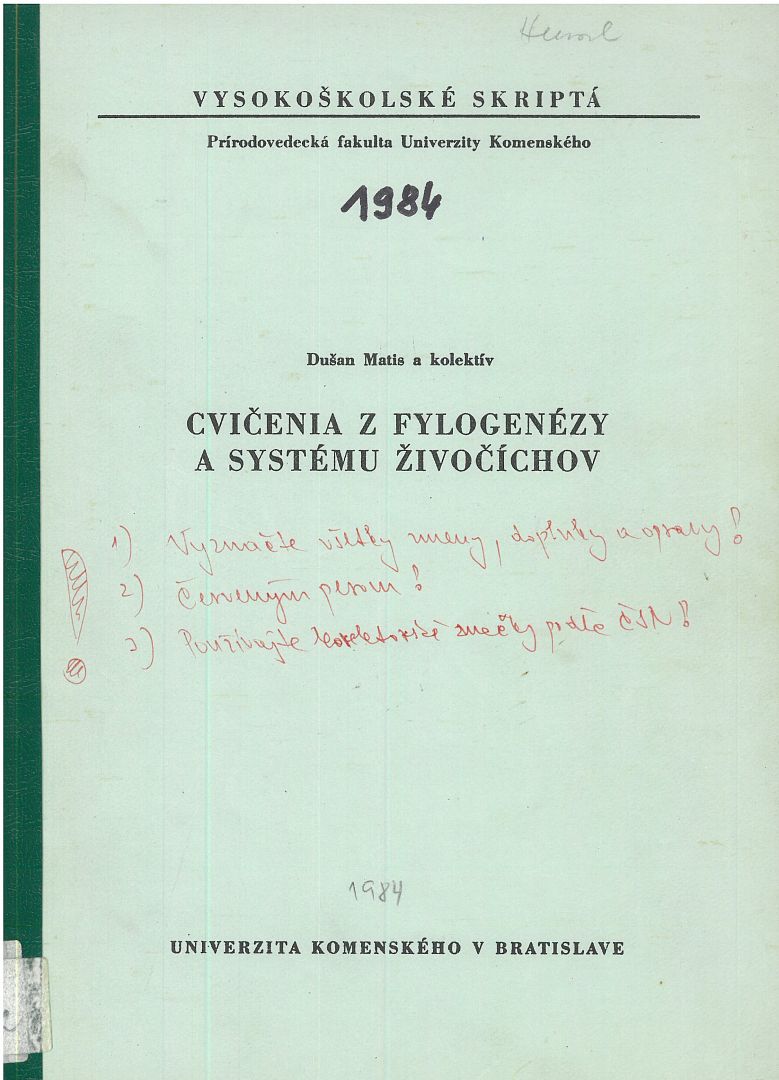 VYSOKOŠKOLSKÉ SKRIPTÁ
Prírodovedecká fakulta Univerzity Komenského
1984
Dušan Matis a kolektív
CVIČENIA Z FYLOGENÉZY
A SYSTÉMU ŽIVOČÍCHOV
1) Vyznačte všetky zmeny, doplnky a opravy!
2) Červeným perom!
3) Používajte korektorské značky podľa ČSN!
1984
UNIVERZITA KOMENSKÉHO V BRATISLAVE